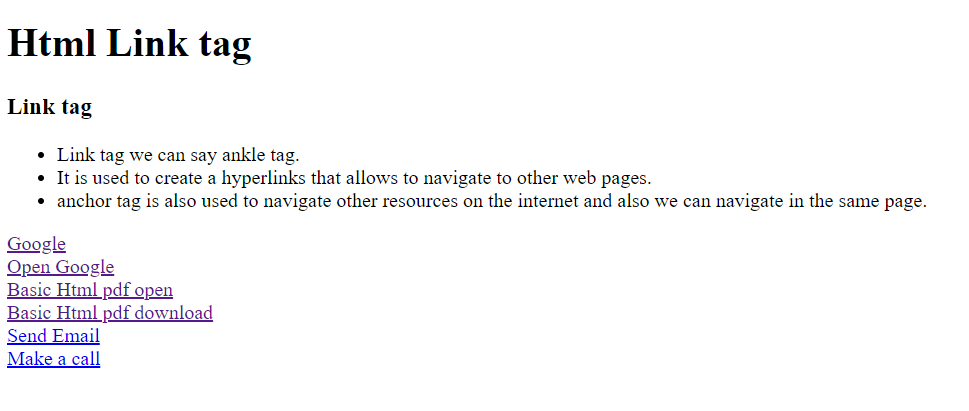 Html Link tag
Link tag
Link tag we can say ankle tag.
It is used to create a hyperlinks that allows to navigate to other web pages.
anchor tag is also used to navigate other resources on the internet and also we can navigate in the same page.
Google
Open Google
Basic Html pdf open
Basic Html pdf download
Send Email
Make a call